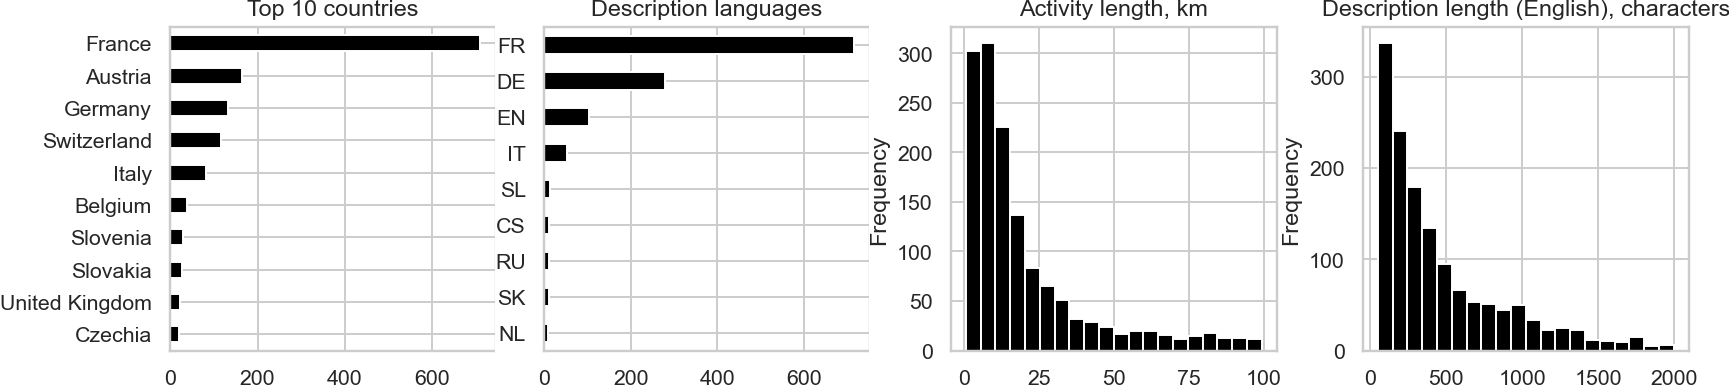 Top 10 countries
France
Austria
Germany
Switzerland
Italy
Belgium
Slovenia
Slovakia
United Kingdom
Czechia
0 200 400 600
Description languages
FR
DE
EN
IT
SL
CS
RU
SK
NL
0 200 400 600
Activity length, km
Frequency
300
250
200
150
100
50
0
0 25 50 75 100
Description length (English), characters
Frequency
300
200
100
0
0 500 1000 1500 2000